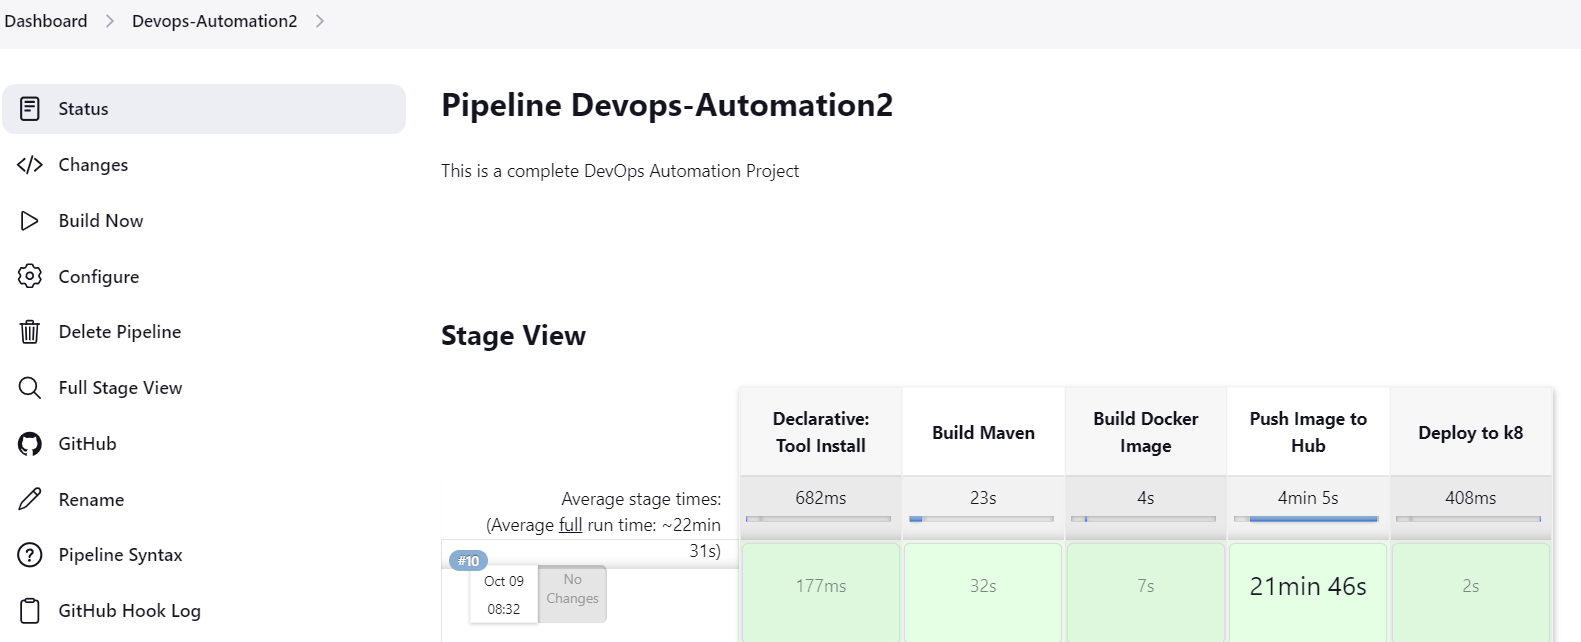 Dashboard > Devops-Automation2 >
Status
Changes
Build Now
Configure
Delete Pipeline
Full Stage View
GitHub
Rename
Pipeline Syntax
GitHub Hook Log
Pipeline Devops-Automation2
This is a complete DevOps Automation Project
Stage View
Declarative:
Tool Install
Build Maven
Build Docker
Image
Push Image to
Hub
Deploy to k8
Average stage times:
(Average full run time: ~22min
31s)
682ms
23s
4s
4min 5s
408ms
#10
Oct 09
08:32
No
Changes
177ms
32s
7s
21min 46s
2s